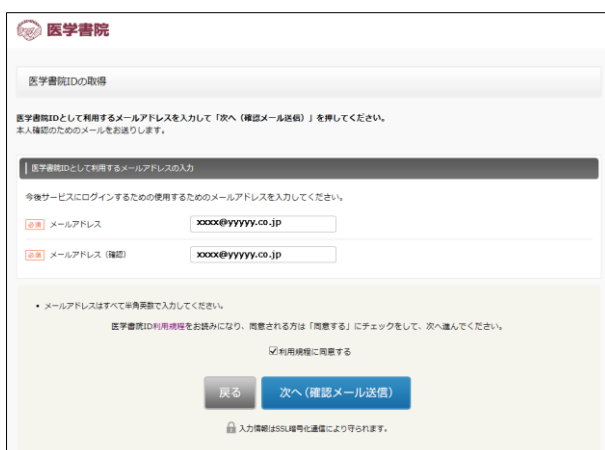 医学書院
医学書院IDの取得
医学書院IDとして利用するメールアドレスを入力して「次へ（確認メール送信）」を押してください。
本人確認のためのメールをお送りします。
医学書院IDとして利用するメールアドレスの入力
今後サービスにログインするための使用するためのメールアドレスを入力してください。
必須 メールアドレス xxxx@yyyyy.co.jp
必須 メールアドレス（確認） xxxx@yyyyy.co.jp
• メールアドレスはすべて半角英数で入力してください。
医学書院ID利用規程をお読みになり、同意される方は「同意する」にチェックをして、次へ進んでください。
利用規程に同意する
戻る 次へ（確認メール送信）
入力情報はSSL暗号化通信により守られます。